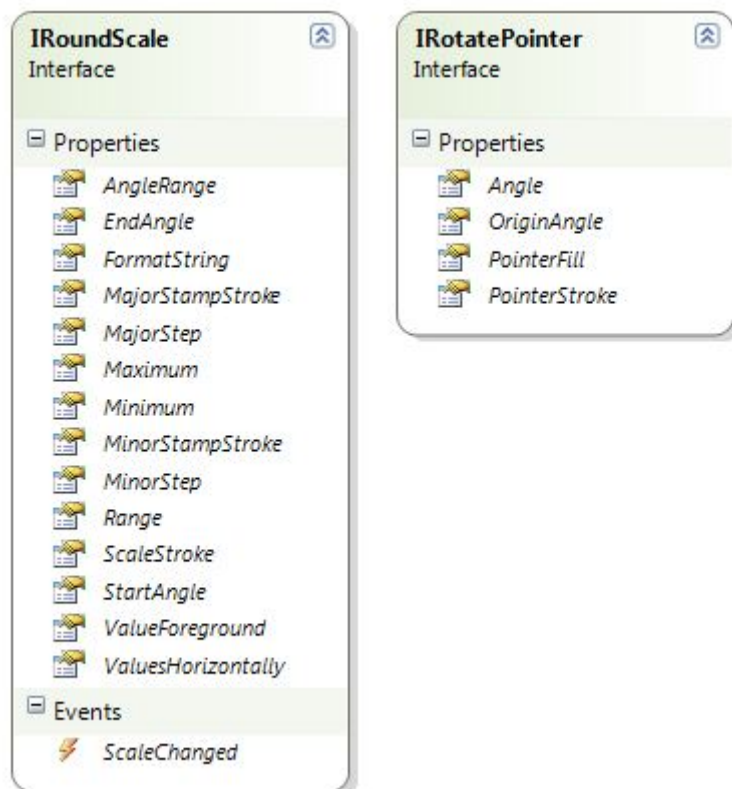 IRoundScale
Interface
Properties
AngleRange
EndAngle
FormatString
MajorStampStroke
MajorStep
Maximum
Minimum
MinorStampStroke
MinorStep
Range
ScaleStroke
StartAngle
ValueForeground
ValuesHorizontally
Events
ScaleChanged
IRotatePointer
Interface
Properties
Angle
OriginAngle
PointerFill
PointerStroke